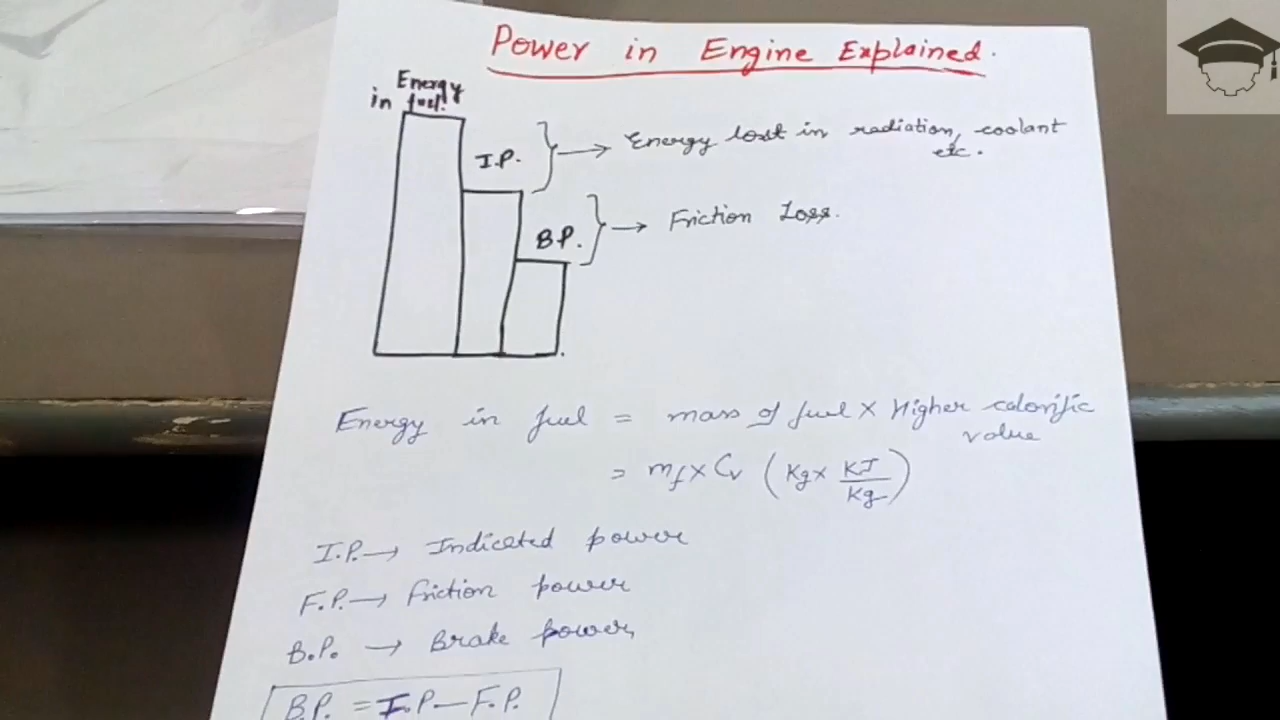 Power in Engine Explained.
Energy
in fuel.
I.P.
Energy lost in radiation, coolant
etc.
B.P.
Friction Loss.
Energy in fuel = mass of fuel × Higher calorific
value
= mf × Cv (Kg × KJ/Kg)
I.P. → Indicated power
F.P. → Friction power
B.P. → Brake power,
B.P. = I.P – F.P.